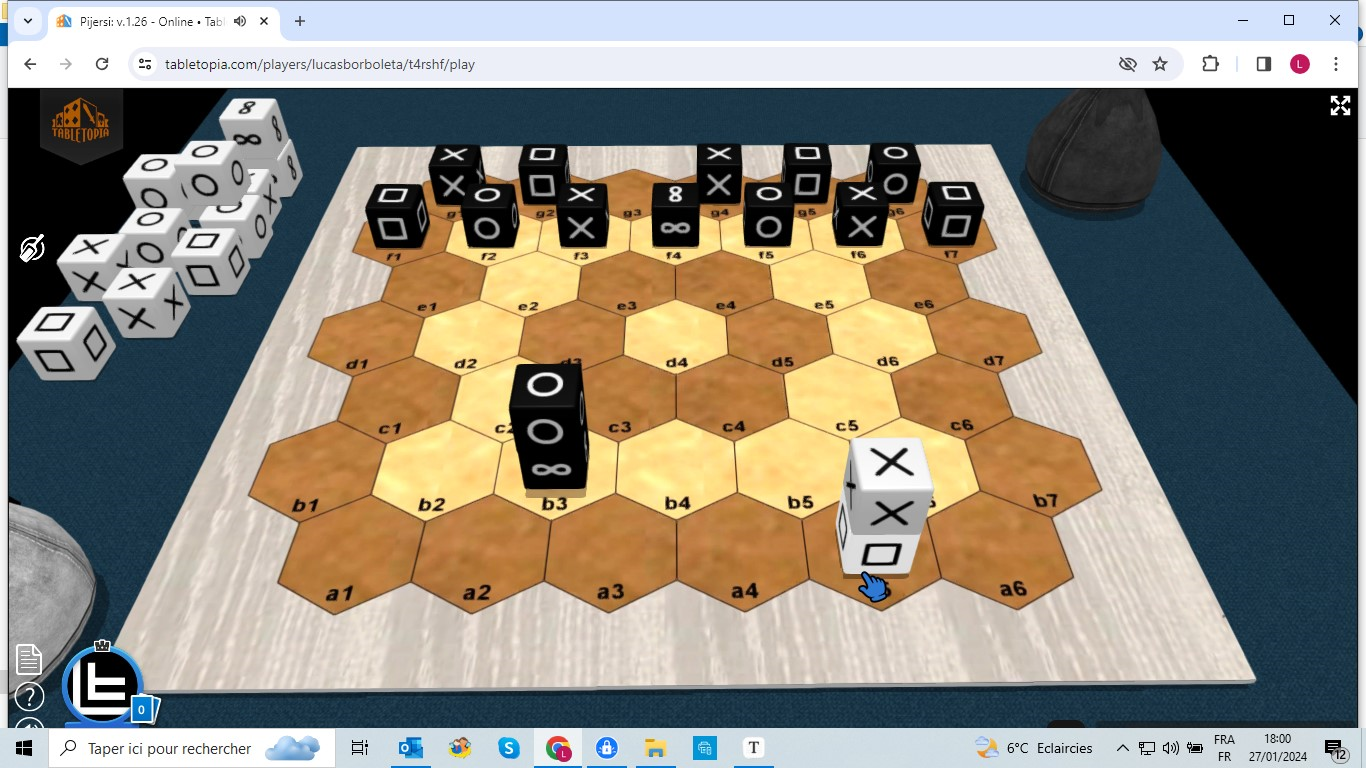 Pijersi: v.1.26 - Online • Tabl
tabletopia.com/players/lucasborboleta/t4rshf/play
L
TABLETOPIA
g2 g3 g4 g5
f1 f2 f3 f4 f5 f6 f7
e1 e2 e3 e4 e5 e6
d1 d2 d4 d5 d6 d7
c1 c3 c4 c5 c6
b1 b2 b3 b4 b5 b7
a1 a2 a3 a4 a6
8
8
8
∞
∞
∞
?
0
Taper ici pour rechercher
L
T
6°C Eclaircies
FRA
FR
18:00
27/01/2024
12